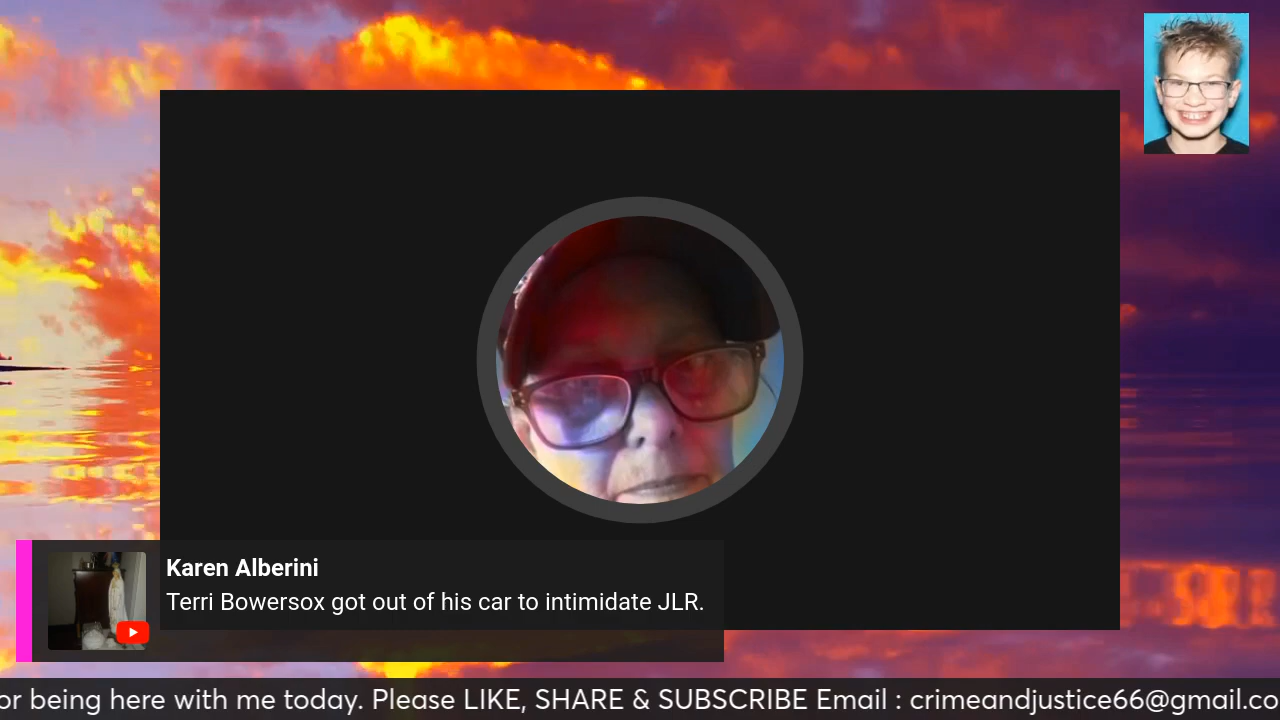 Karen Alberini
Terri Bowersox got out of his car to intimidate JLR.
or being here with me today. Please LIKE, SHARE & SUBSCRIBE Email : crimeandjustice66@gmail.co